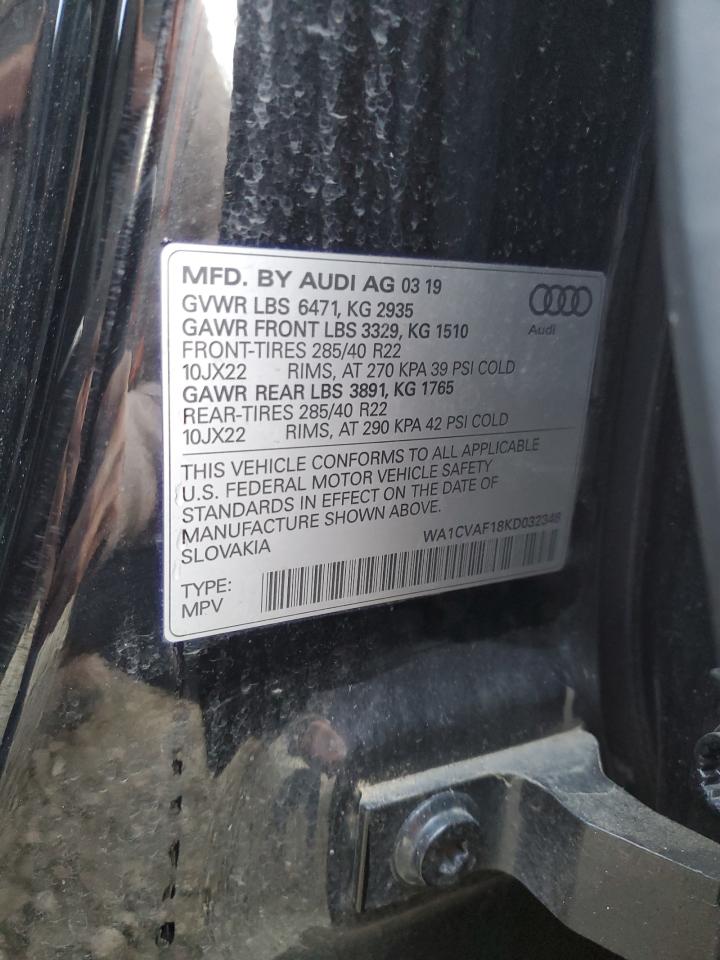 MFD. BY AUDI AG 03 19
GVWR LBS 6471, KG 2935
GAWR FRONT LBS 3329, KG 1510
FRONT-TIRES 285/40 R22
10JX22 RIMS, AT 270 KPA 39 PSI COLD
GAWR REAR LBS 3891, KG 1765
REAR-TIRES 285/40 R22
10JX22 RIMS, AT 290 KPA 42 PSI COLD
Audi
THIS VEHICLE CONFORMS TO ALL APPLICABLE
U.S. FEDERAL MOTOR VEHICLE SAFETY
STANDARDS IN EFFECT ON THE DATE OF
MANUFACTURE SHOWN ABOVE.
SLOVAKIA
WA1CVAF18KD032348
TYPE:
MPV